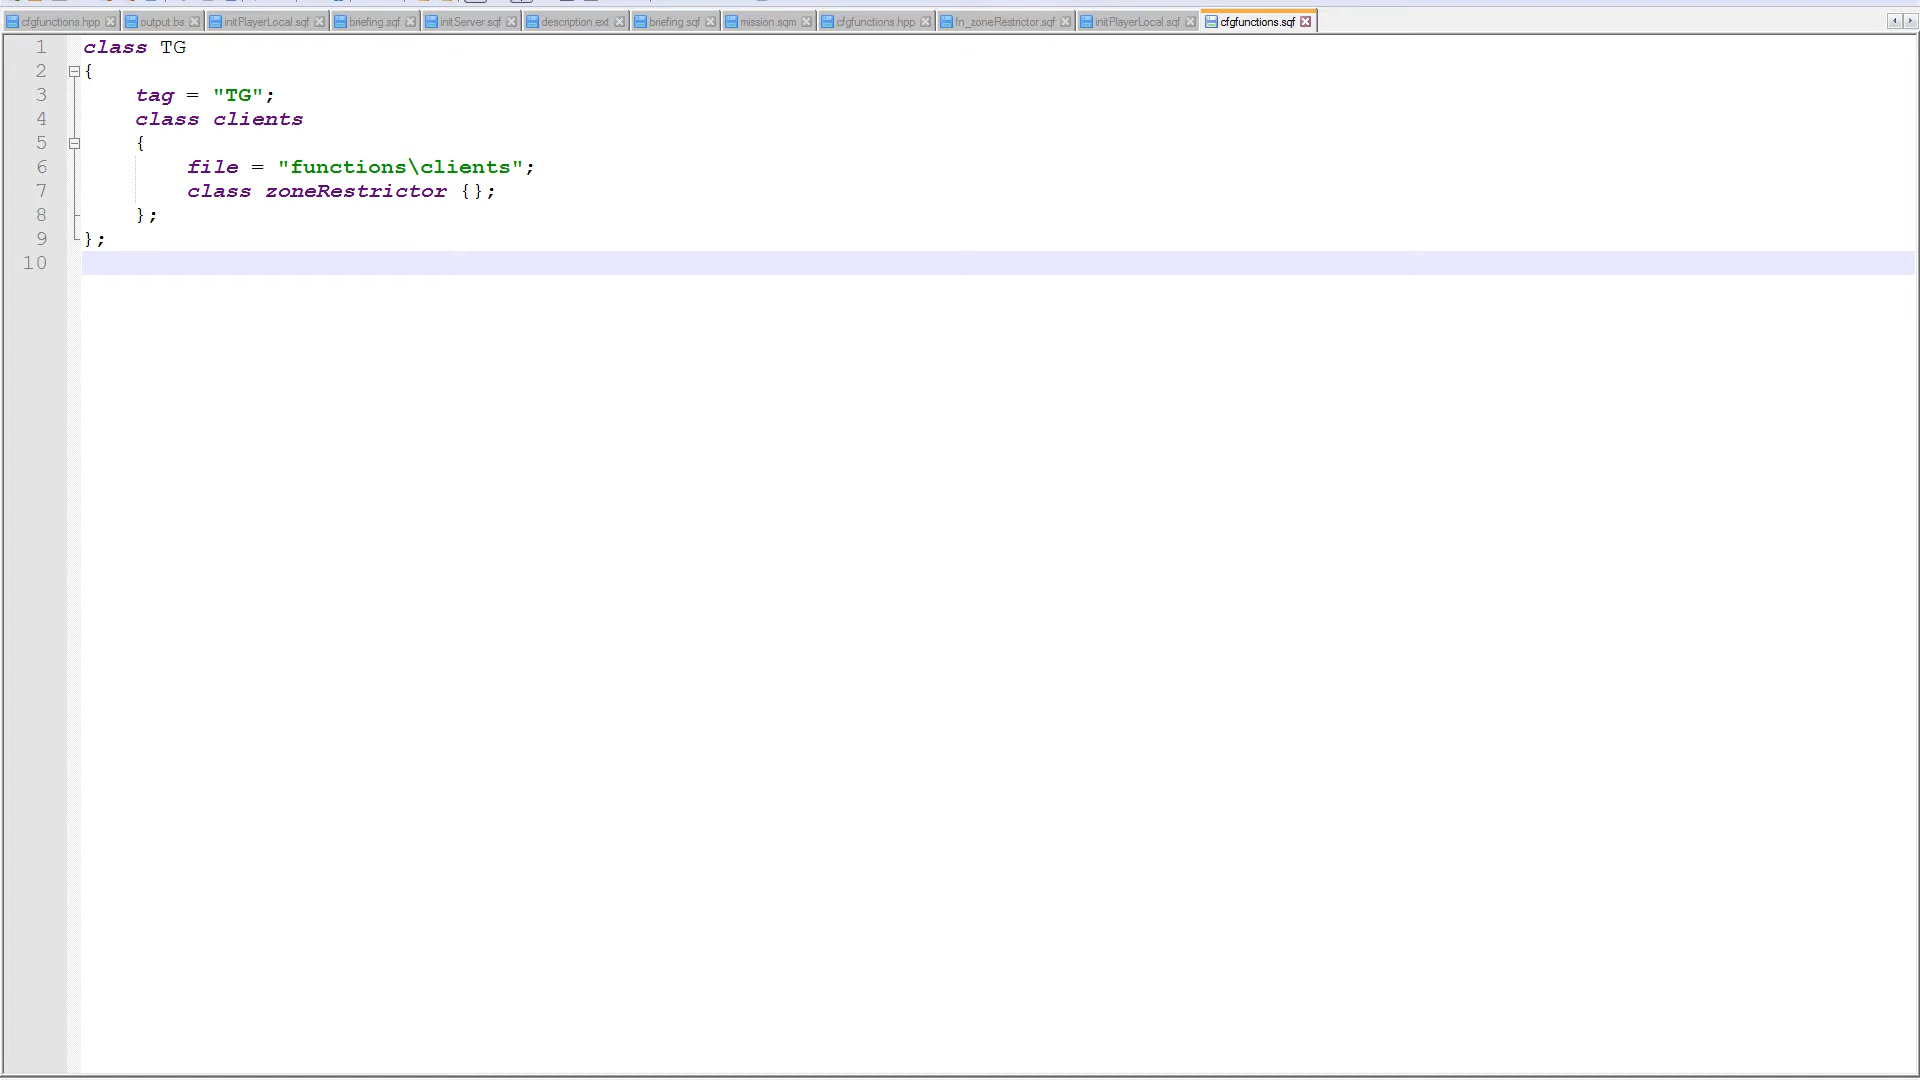 cfgfunctions.hpp output.bs initPlayerLocal.sqf briefing.sqf initServer.sqf description.ext briefing.sqf mission.sqm cfgfunctions.hpp fn_zoneRestrictor.sqf initPlayerLocal.sqf cfgfunctions.sqf
1 class TG
2 {
3 tag = "TG";
4 class clients
5 {
6 file = "functions\clients";
7 class zoneRestrictor {};
8 };
9 };
10